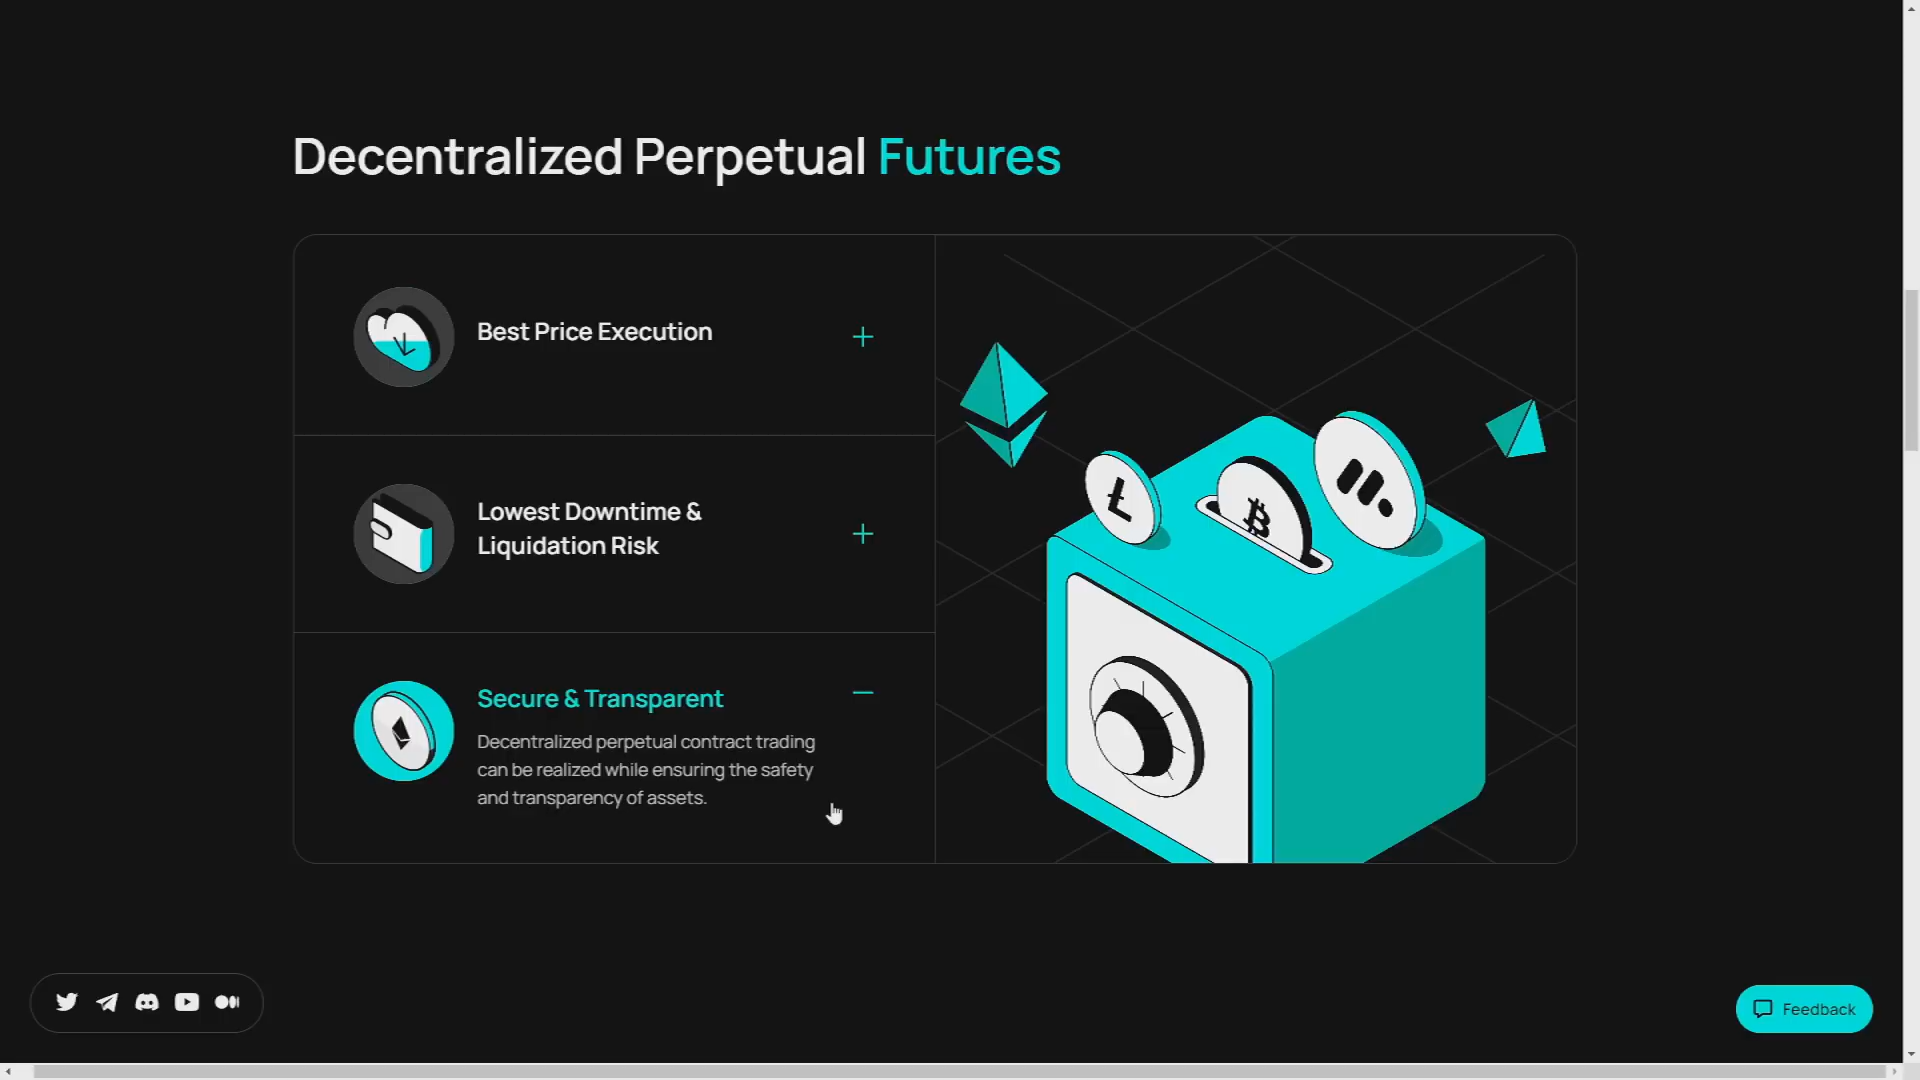 Decentralized Perpetual Futures
Best Price Execution
Lowest Downtime &
Liquidation Risk
Secure & Transparent
Decentralized perpetual contract trading
can be realized while ensuring the safety
and transparency of assets.
Feedback